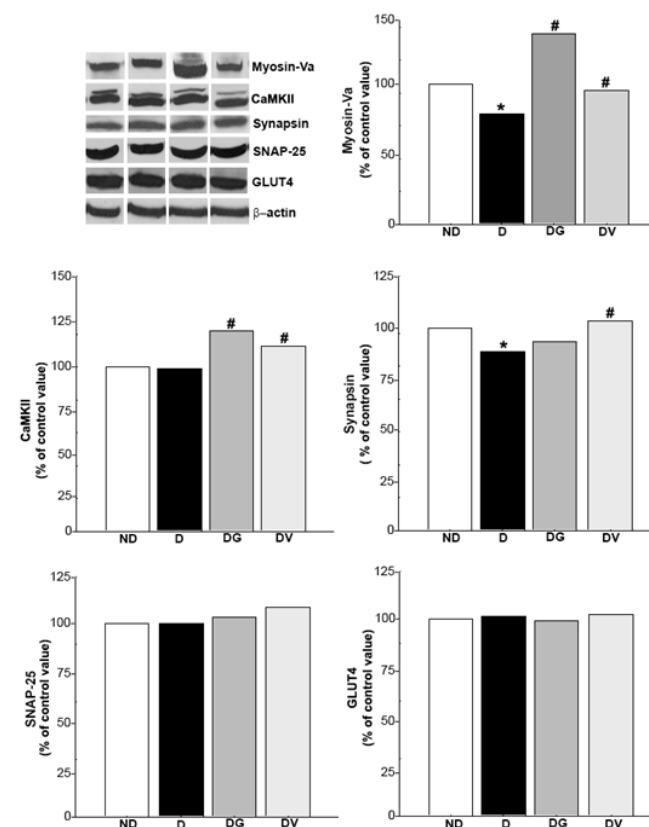 Myosin-Va
CaMKII
Synapsin
SNAP-25
GLUT4
β–actin
Myosin-Va
(% of control value)
150
100
50
0
#
*
#
ND D DG DV
CaMKII
(% of control value)
150
125
100
75
50
25
0
#
#
ND D DG DV
Synapsin
( % of control value)
125
100
75
50
25
0
*
#
ND D DG DV
SNAP-25
(% of control value)
125
100
75
50
25
0
ND D DG DV
GLUT4
(% of control value)
125
100
75
50
25
0
ND D DG DV